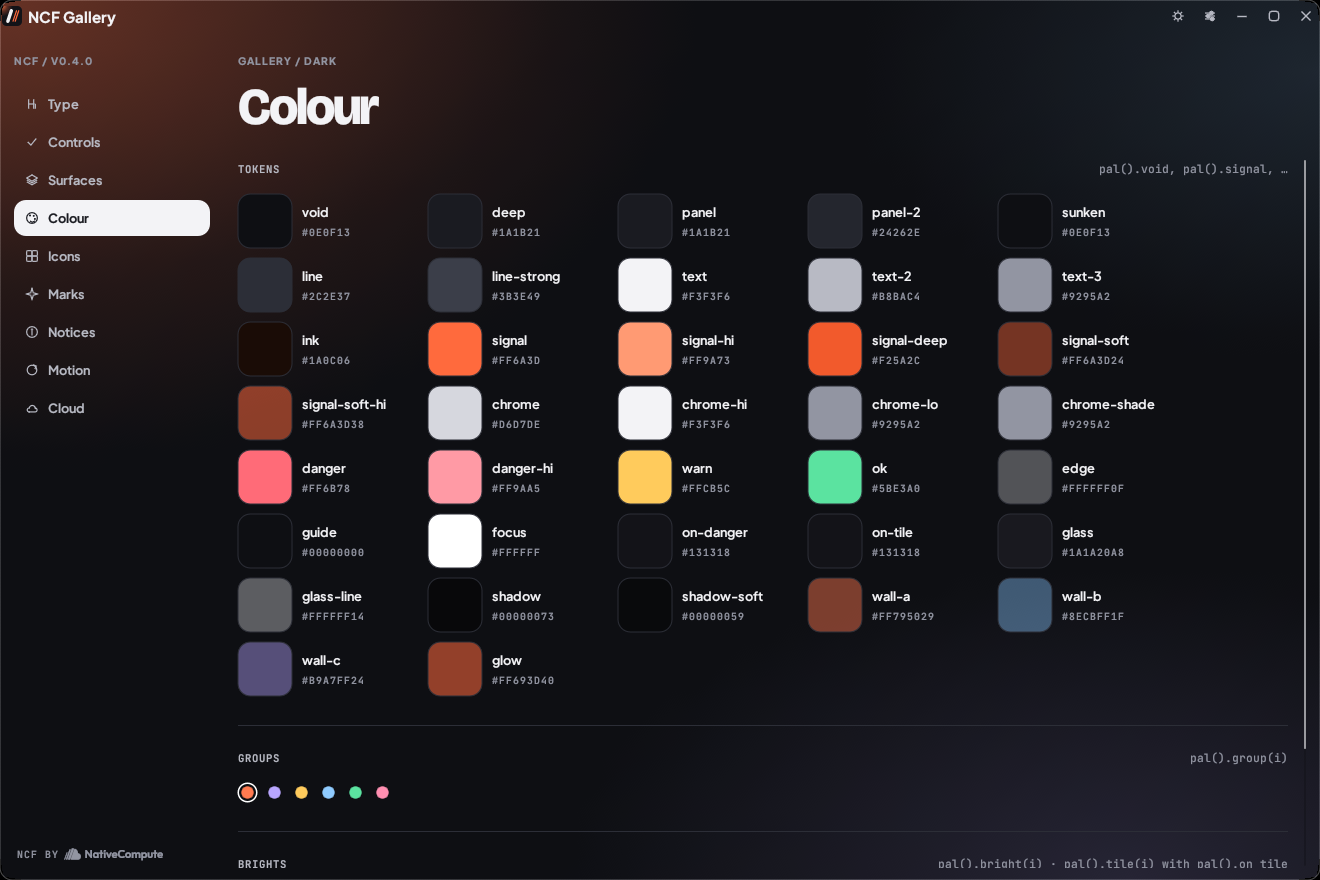 NCF Gallery
NCF / V0.4.0
Type
Controls
Surfaces
Colour
Icons
Marks
Notices
Motion
Cloud
NCF BY NativeCompute
GALLERY / DARK
Colour
TOKENS pal().void, pal().signal, …
void deep panel panel-2 sunken
#0E0F13 #1A1B21 #1A1B21 #24262E #0E0F13
line line-strong text text-2 text-3
#2C2E37 #3B3E49 #F3F3F6 #B8BAC4 #9295A2
ink signal signal-hi signal-deep signal-soft
#1A0C06 #FF6A3D #FF9A73 #F25A2C #FF6A3D24
signal-soft-hi chrome chrome-hi chrome-lo chrome-shade
#FF6A3D38 #D6D7DE #F3F3F6 #9295A2 #9295A2
danger danger-hi warn ok edge
#FF6B78 #FF9AA5 #FFCB5C #5BE3A0 #FFFFFF0F
guide focus on-danger on-tile glass
#00000000 #FFFFFF #131318 #131318 #1A1A20A8
glass-line shadow shadow-soft wall-a wall-b
#FFFFFF14 #00000073 #00000059 #FF795029 #8ECBFF1F
wall-c glow
#B9A7FF24 #FF693D40
GROUPS pal().group(i)
BRIGHTS pal().bright(i) · pal().tile(i) with pal().on_tile